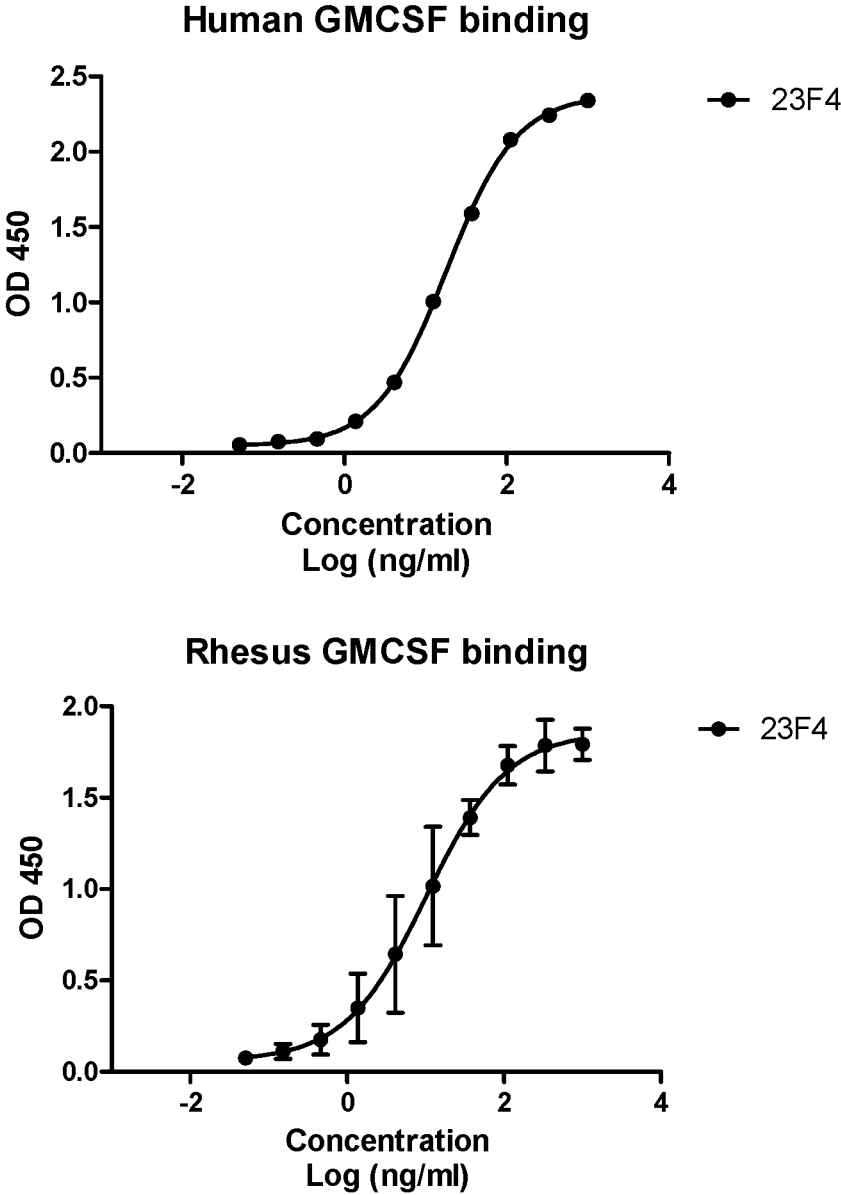 Human GMCSF binding
23F4
OD 450
2.5
2.0
1.5
1.0
0.5
0.0
-2 0 2 4
Concentration
Log (ng/ml)
Rhesus GMCSF binding
23F4
OD 450
2.0
1.5
1.0
0.5
0.0
-2 0 2 4
Concentration
Log (ng/ml)